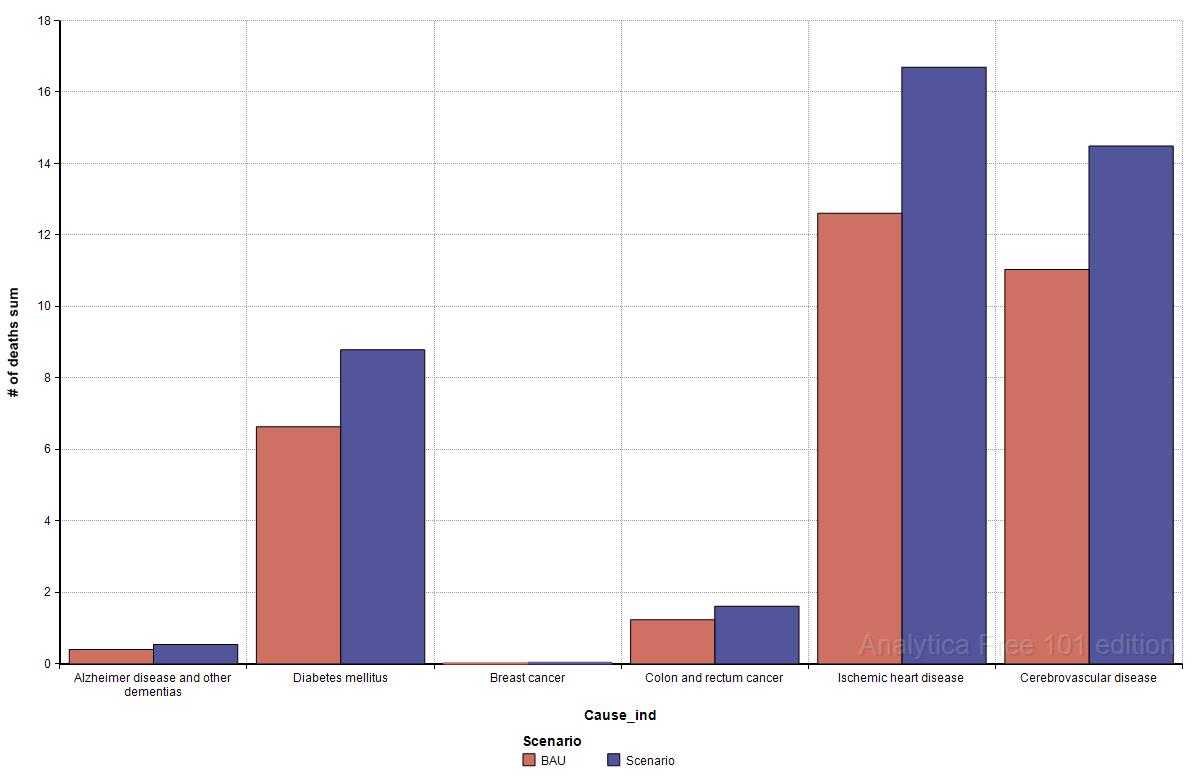 # of deaths sum
18
16
14
12
10
8
6
4
2
0
Alzheimer disease and other
dementias
Diabetes mellitus
Breast cancer
Colon and rectum cancer
Ischemic heart disease
Cerebrovascular disease
Analytica Free 101 edition
Cause_ind
Scenario
BAU
Scenario